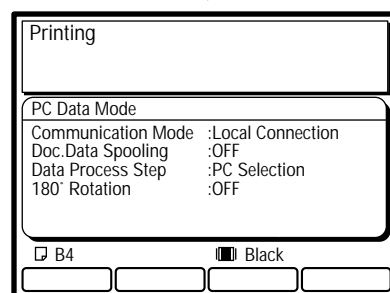 Printing
PC Data Mode
Communication Mode :Local Connection
Doc.Data Spooling :OFF
Data Process Step :PC Selection
180˚ Rotation :OFF
B4 Black